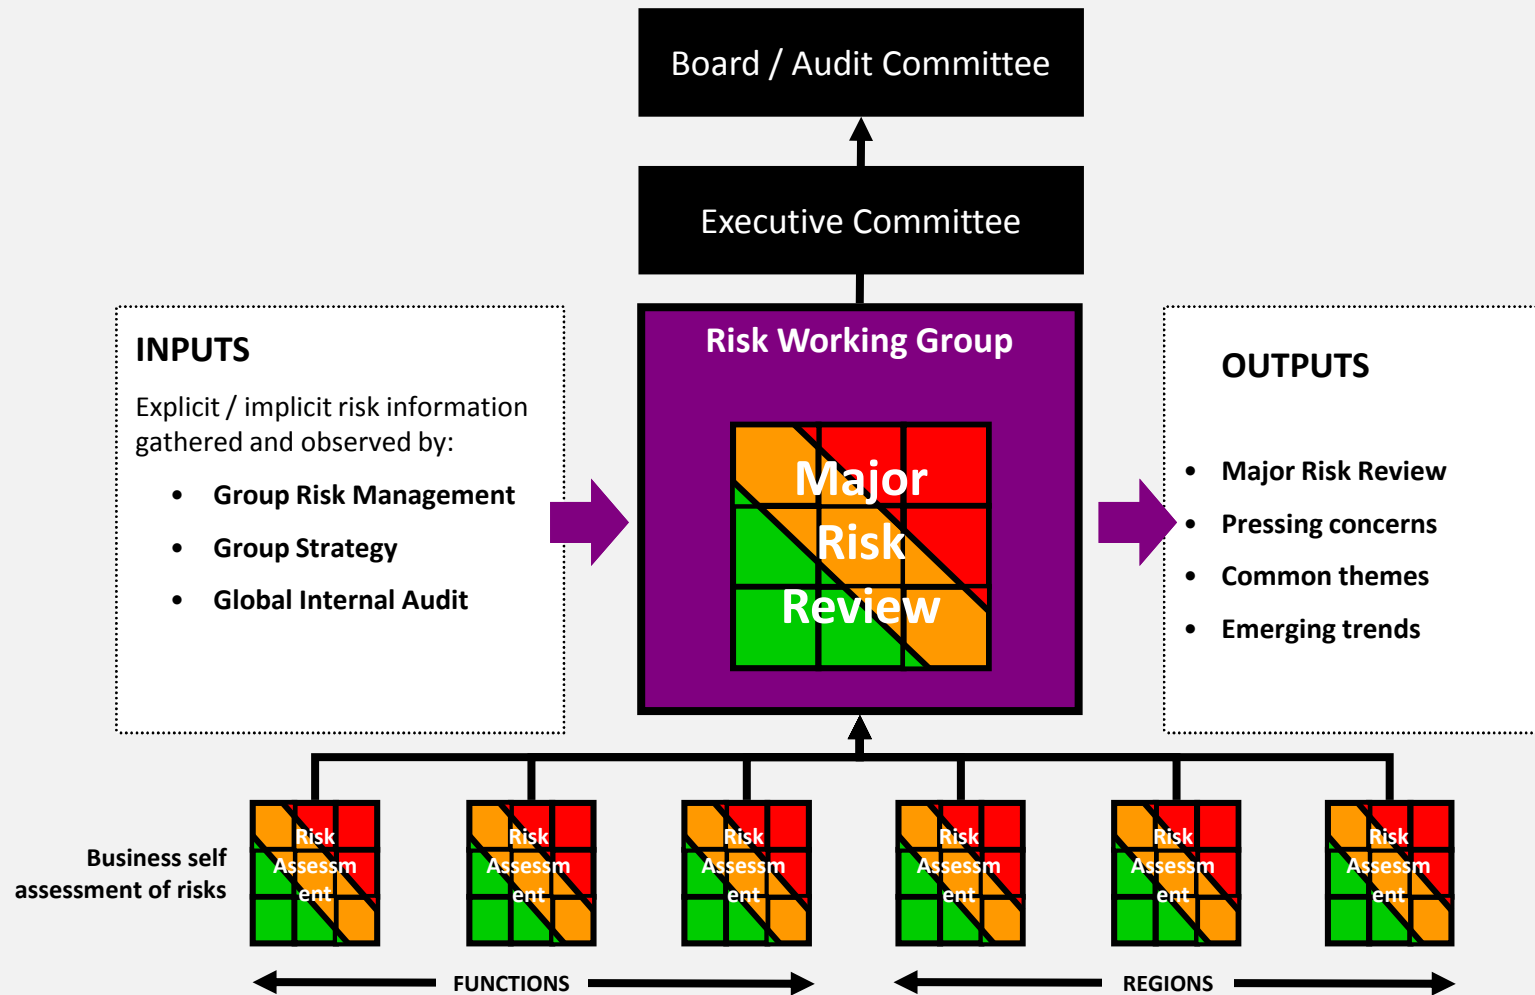 Board / Audit Committee
Executive Committee
INPUTS
Explicit / implicit risk information
gathered and observed by:
• Group Risk Management
• Group Strategy
• Global Internal Audit
Risk Working Group
Major
Risk
Review
OUTPUTS
• Major Risk Review
• Pressing concerns
• Common themes
• Emerging trends
Business self
assessment of risks
Risk
Assessm
ent
Risk
Assessm
ent
Risk
Assessm
ent
Risk
Assessm
ent
Risk
Assessm
ent
Risk
Assessm
ent
FUNCTIONS
REGIONS